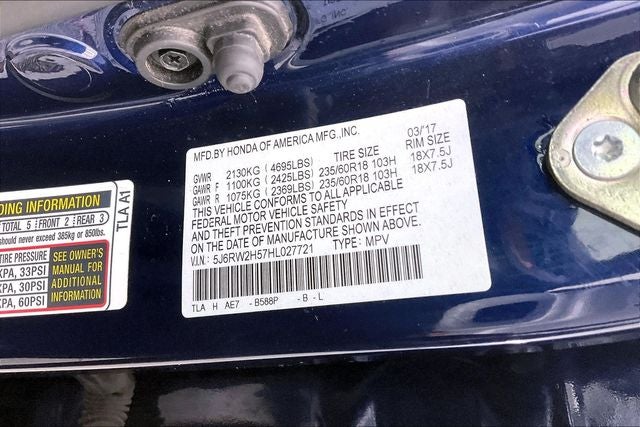 MFD.BY HONDA OF AMERICA MFG.,INC. 03/'17
TIRE SIZE RIM SIZE
GVWR 2130KG (4695LBS)
GAWR F 1100KG (2425LBS) 235/60R18 103H 18X7.5J
GAWR R 1075KG (2369LBS) 235/60R18 103H 18X7.5J
THIS VEHICLE CONFORMS TO ALL APPLICABLE
FEDERAL MOTOR VEHICLE SAFETY
AND THEFT PREVENTION STANDARDS IN EFFECT
ON THE DATE OF MANUFACTURE SHOWN ABOVE.
V.I.N.: 5J6RW2H57HL027721 TYPE: MPV
TLA H AE7 - B588P - B - L
DING INFORMATION
TOTAL 5 FRONT 2 REAR 3
hould never exceed 385kg or 850lbs.
KPA, 33PSI
KPA, 30PSI
KPA, 60PSI
SEE OWNER'S
MANUAL FOR
ADDITIONAL
INFORMATION
TLA A1